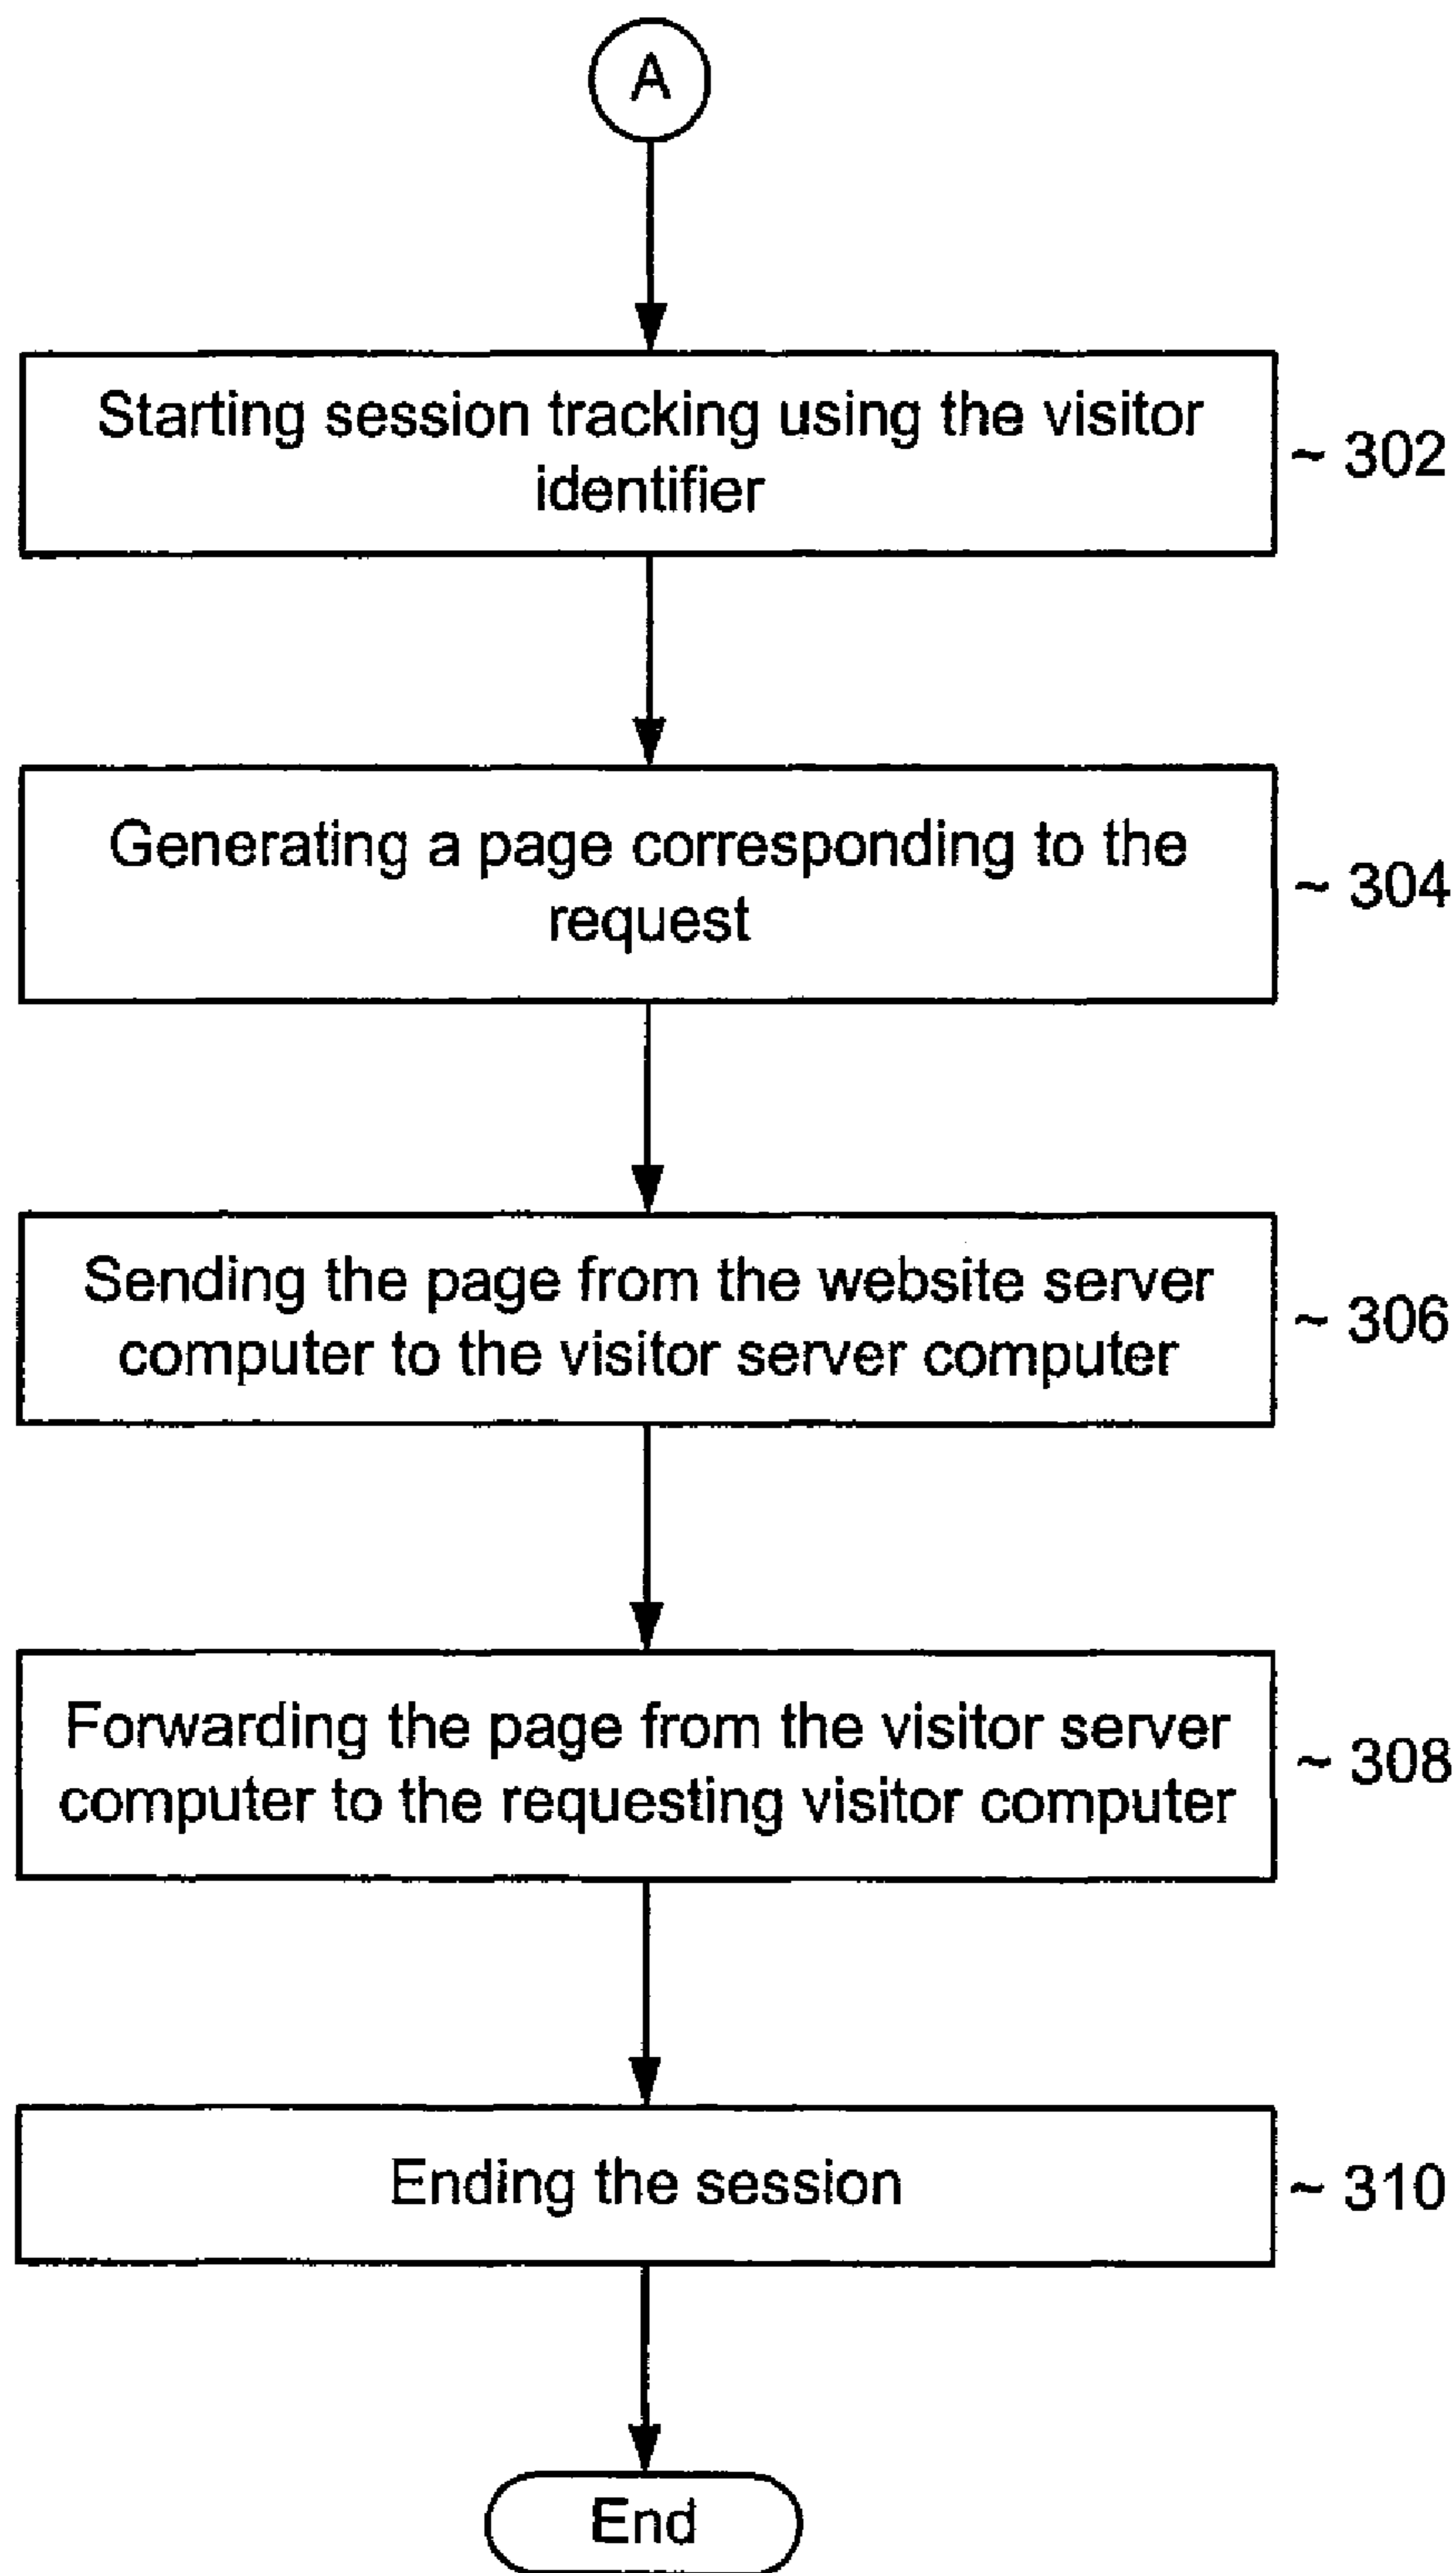 A
Starting session tracking using the visitor
identifier
~ 302
Generating a page corresponding to the
request
~ 304
Sending the page from the website server
computer to the visitor server computer
~ 306
Forwarding the page from the visitor server
computer to the requesting visitor computer
~ 308
Ending the session
~ 310
End